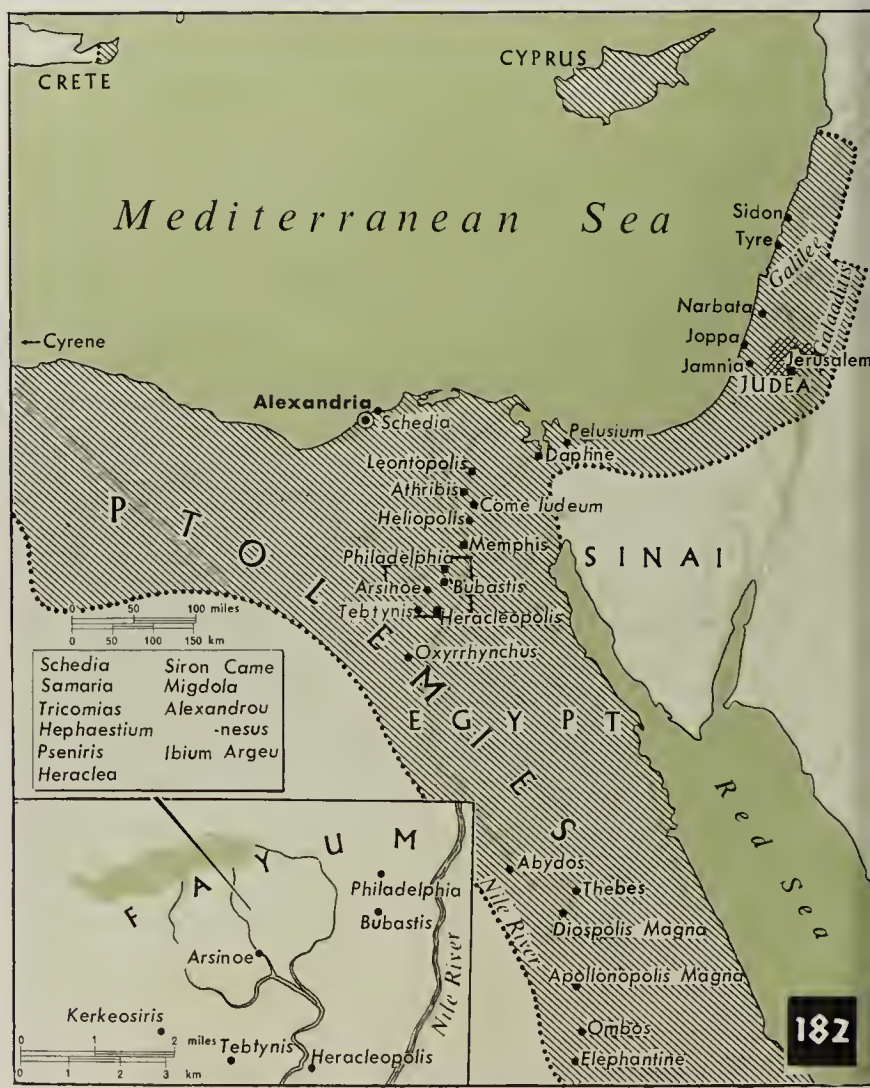 CRETE
CYPRUS
Mediterranean Sea
Sidon
Tyre
Galilee
Galaaditis
Narbata
Joppa
Jamnia
Jerusalem
JUDEA
←Cyrene
Alexandria
Schedia
Pelusium
Daphne
Leontopolis
Athribis
Come Iudeum
Heliopolis
Memphis
Philadelphia
Arsinoe
Bubastis
Tebtynis
Heracleopolis
Oxyrrhynchus
SINAI
PTOLEMIES
EGYPT
Red Sea
0 50 100 miles
0 50 100 150 km
Schedia
Samaria
Tricomias
Hephaestium
Pseniris
Heraclea
Siron Came
Migdola
Alexandrou
-nesus
Ibium Argeu
Abydos
Thebes
Nile River
Diospolis Magna
Apollonopolis Magna
Ombos
Elephantine
FAYUM
Philadelphia
Bubastis
Arsinoe
Nile River
Kerkeosiris
0 1 2 miles
0 1 2 3 km
Tebtynis
Heracleopolis
182